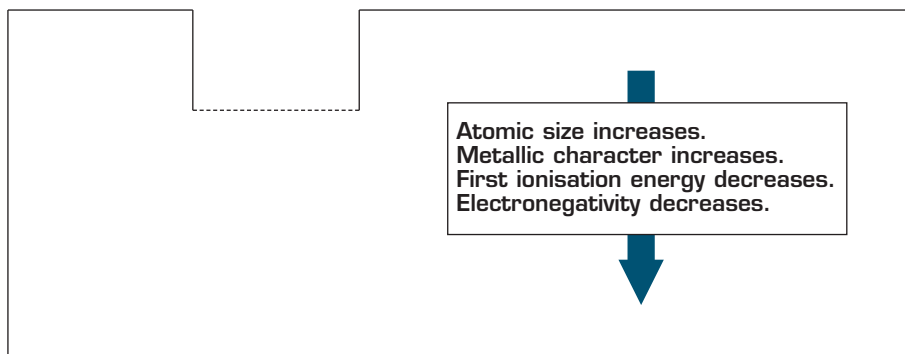 Atomic size increases.
Metallic character increases.
First ionisation energy decreases.
Electronegativity decreases.